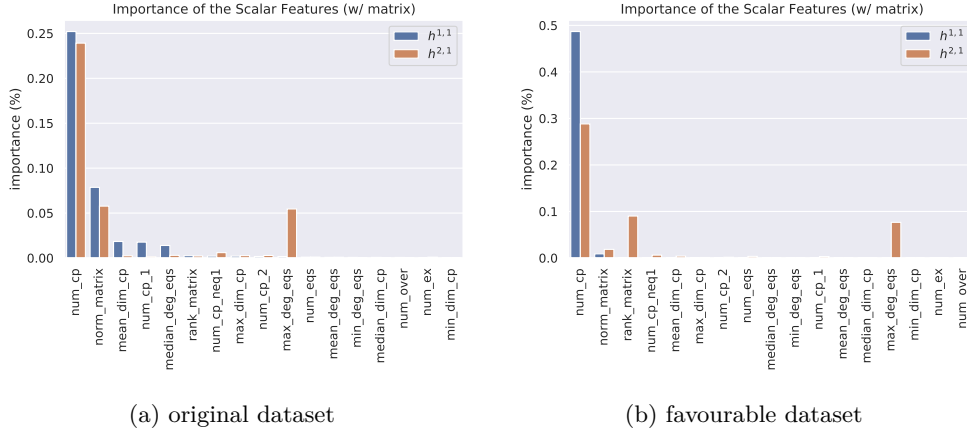 Importance of the Scalar Features (w/ matrix)
importance (%)
0.25
0.20
0.15
0.10
0.05
0.00
h^{1,1}
h^{2,1}
num_cp
norm_matrix
mean_dim_cp
num_cp_1
median_deg_eqs
rank_matrix
num_cp_neq1
max_dim_cp
num_cp_2
max_deg_eqs
num_eqs
mean_deg_eqs
min_deg_eqs
median_dim_cp
num_over
num_ex
min_dim_cp
(a) original dataset
Importance of the Scalar Features (w/ matrix)
importance (%)
0.5
0.4
0.3
0.2
0.1
0.0
h^{1,1}
h^{2,1}
num_cp
norm_matrix
rank_matrix
num_cp_neq1
mean_dim_cp
max_dim_cp
num_cp_2
num_eqs
median_deg_eqs
min_deg_eqs
num_cp_1
mean_deg_eqs
median_dim_cp
max_deg_eqs
min_dim_cp
num_ex
num_over
(b) favourable dataset